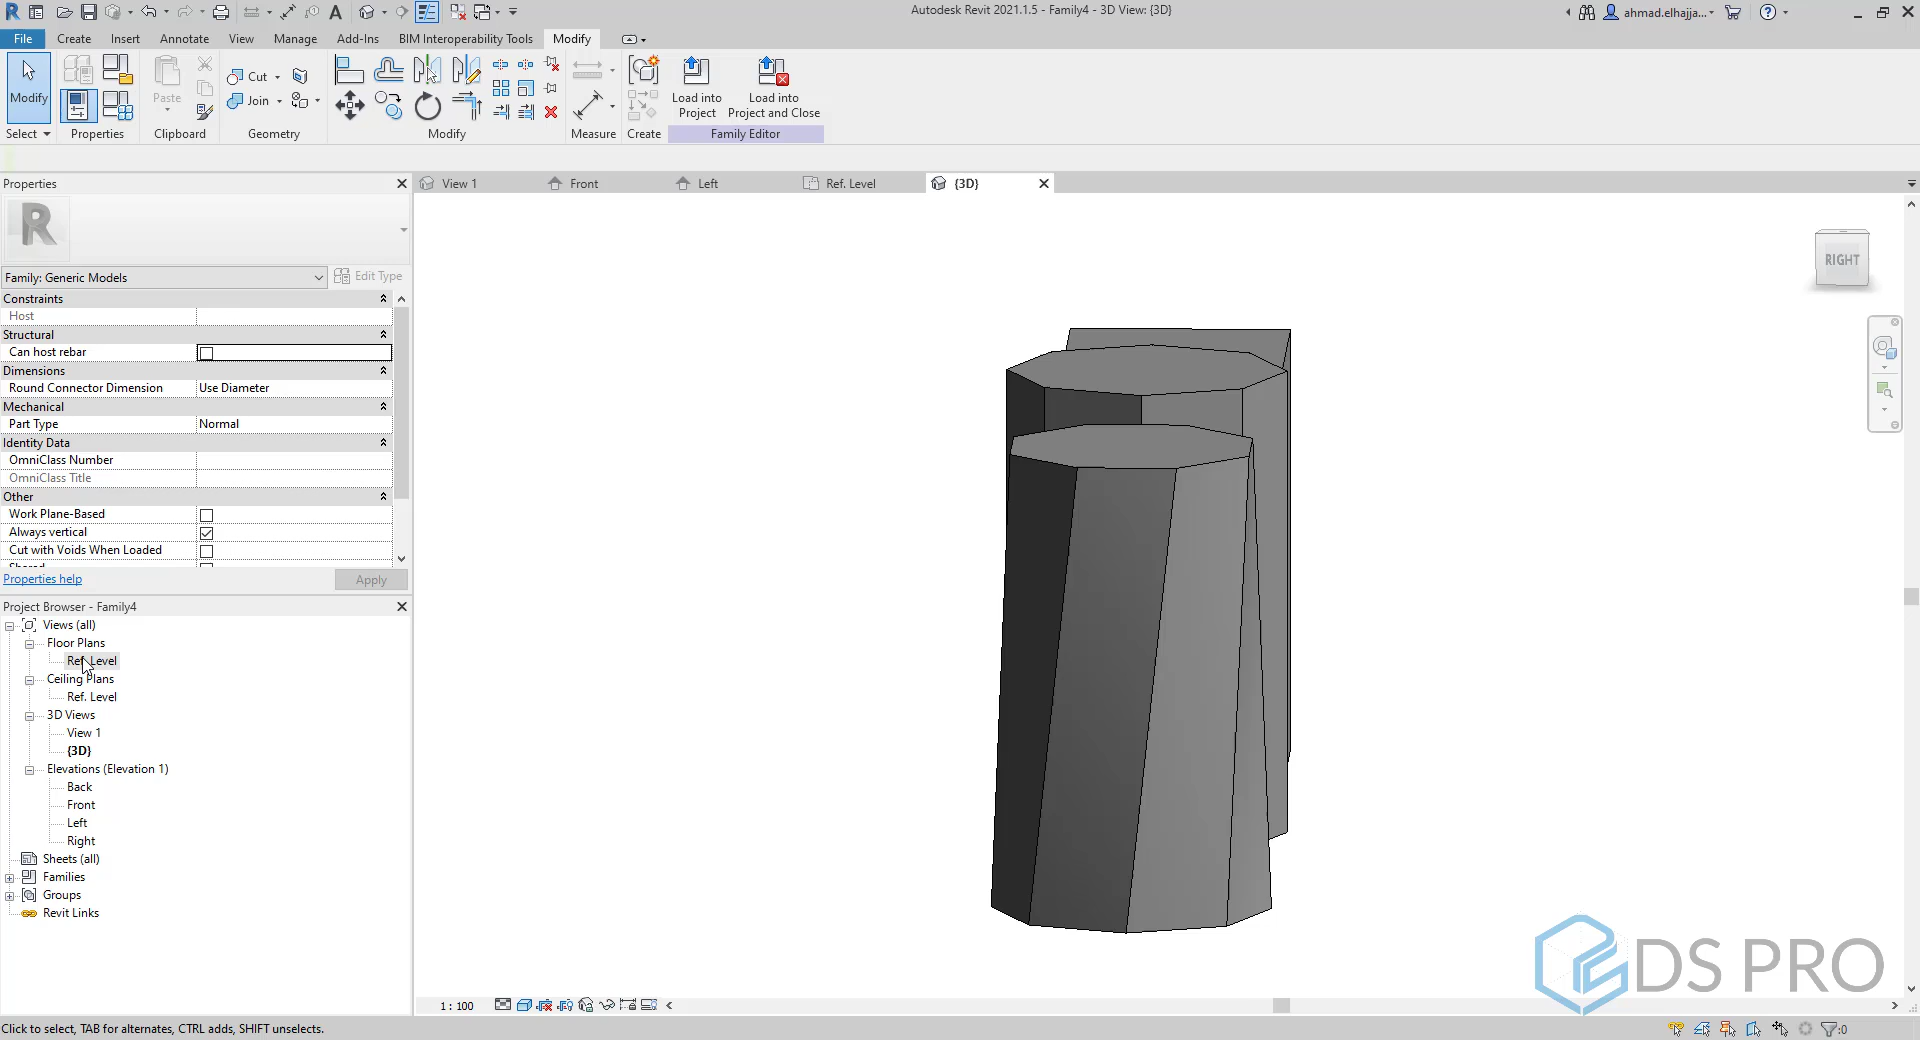 Autodesk Revit 2021.1.5 - Family4 - 3D View: {3D}
ahmad.elhajja...
File
Create
Insert
Annotate
View
Manage
Add-Ins
BIM Interoperability Tools
Modify
Modify
Paste
Cut
Join
Load into
Project
Load into
Project and Close
Select
Properties
Clipboard
Geometry
Modify
Measure
Create
Family Editor
Properties
View 1
Front
Left
Ref. Level
{3D}
R
Family: Generic Models
Edit Type
Constraints
Host
Structural
Can host rebar
Dimensions
Round Connector Dimension
Use Diameter
Mechanical
Part Type
Normal
Identity Data
OmniClass Number
OmniClass Title
Other
Work Plane-Based
Always vertical
Cut with Voids When Loaded
Shared
Properties help
Apply
Project Browser - Family4
Views (all)
Floor Plans
Ref. Level
Ceiling Plans
Ref. Level
3D Views
View 1
{3D}
Elevations (Elevation 1)
Back
Front
Left
Right
Sheets (all)
Families
Groups
Revit Links
RIGHT
1 : 100
DS PRO
Click to select, TAB for alternates, CTRL adds, SHIFT unselects.
:0